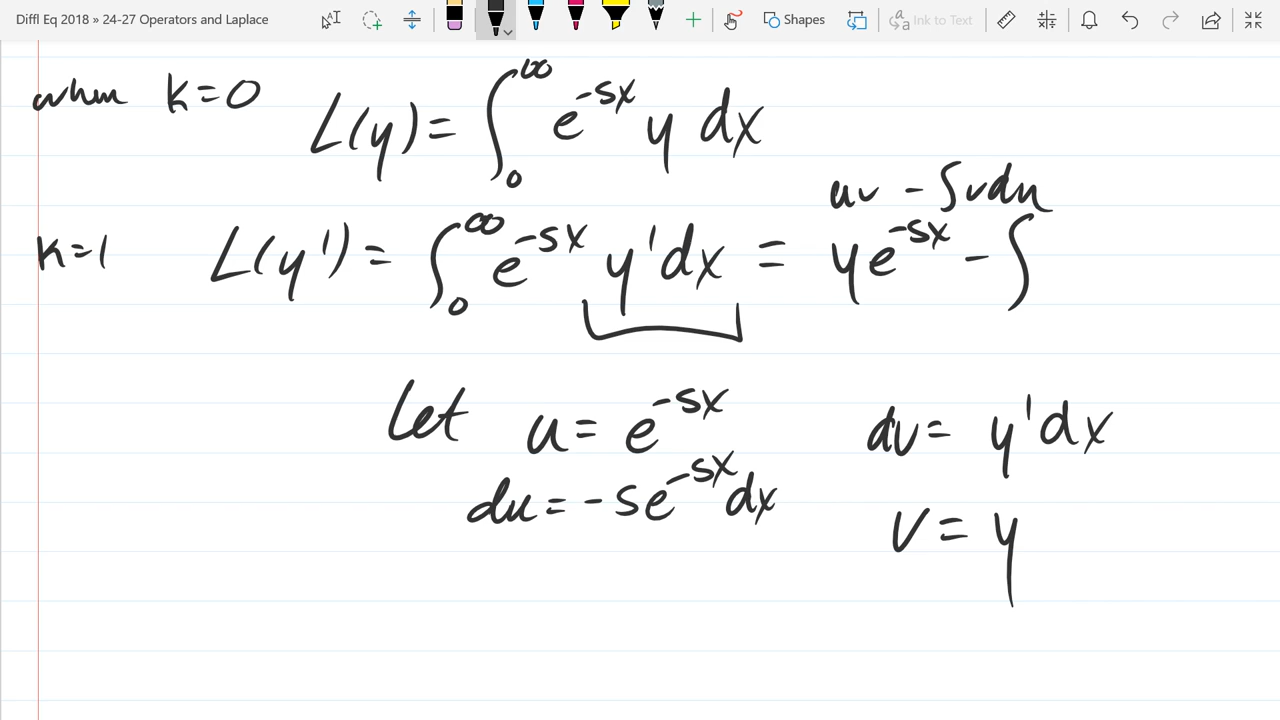 Diffl Eq 2018 » 24-27 Operators and Laplace
Shapes
Ink to Text
when k=0 L(y) = ∫₀^∞ e^{-sx} y dx
uv - ∫vdu
k=1 L(y') = ∫₀^∞ e^{-sx} y'dx = ye^{-sx} - ∫
Let u = e^{-sx} dv = y'dx
du = -se^{-sx}dx v = y